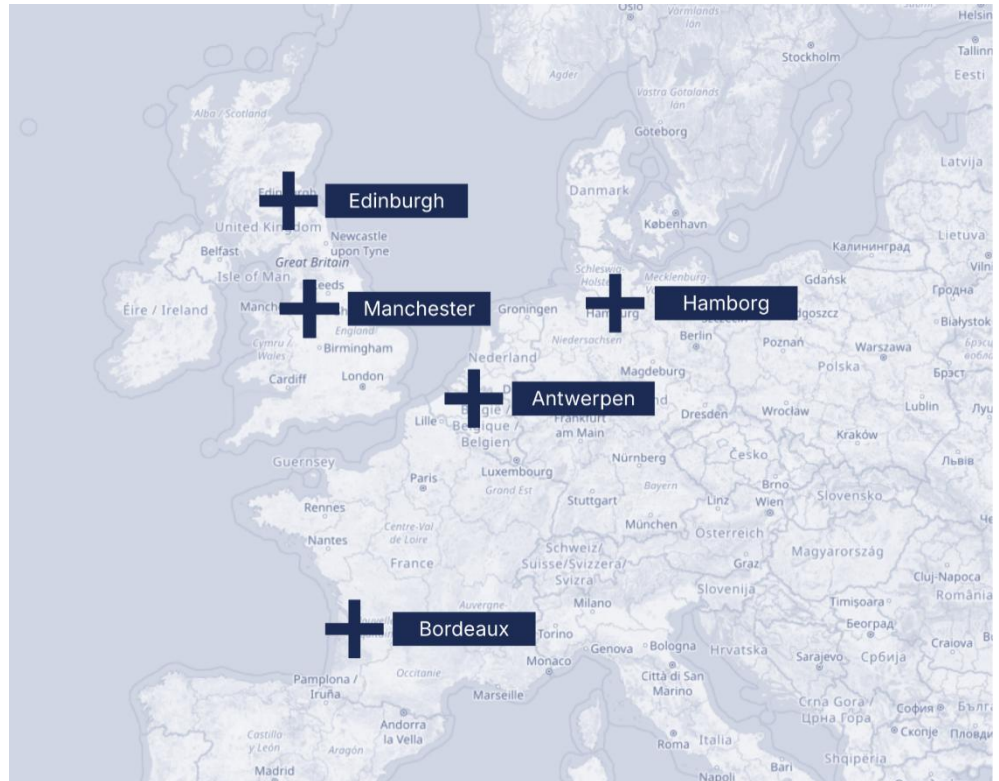 Oslo
Värmlands
län
Helsin
Tallinn
Eesti
Stockholm
Agder
Västra Götalands
län
Alba / Scotland
Göteborg
Latvija
Danmark
Edinburgh
United Kingdom
København
Newcastle
upon Tyne
Lietuva
Belfast
Great Britain
Калининград
Isle of Man
Schleswig-
Holstein
Mecklenburg-
Gdańsk
Leeds
Гродна
Éire / Ireland
Manchester
Groningen
Hamborg
Białystok
England
Niedersachsen
Berlin
Cymru /
Wales
Birmingham
Poznań
Warszawa
Nederland
Polska
Брэст
Cardiff
London
Magdeburg
Antwerpen
België /
Belgique /
Belgien
Lille
Frankfurt
am Main
Dresden
Wrocław
Lublin
Kraków
Guernsey
Luxembourg
Nürnberg
Česko
Львів
Paris
Grand Est
Bayern
Brno
Rennes
Stuttgart
Linz
Wien
Slovensko
Centre-Val
de Loire
München
Nantes
Österreich
France
Schweiz/
Suisse/Svizzera/
Svizra
Magyarország
Graz
Cluj-Napoca
Slovenija
România
Auvergne-
Milano
Timișoara
Bordeaux
Torino
Београд
Genova
Bologna
Hrvatska
Craiova
Monaco
Sarajevo
Србија
Occitanie
Pamplona /
Iruña
Città di San
Marino
Marseille
Crna Gora /
Црна Гора
София
Andorra
la Vella
Скопје
Castilla
y León
Aragón
Roma
Italia
Shqipëria
Madrid
Napoli
Bari